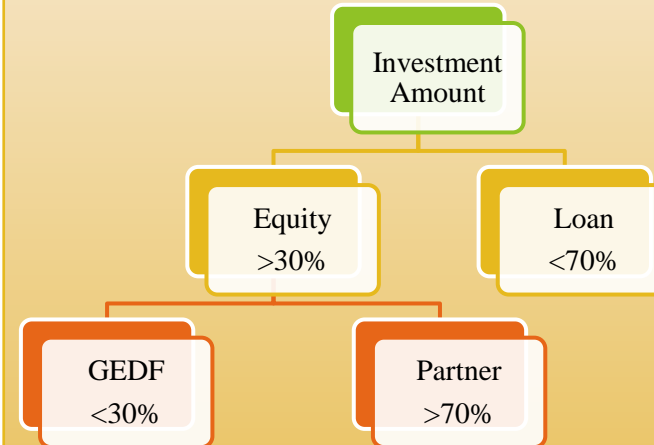 Investment
Amount
Equity
>30%
Loan
<70%
GEDF
<30%
Partner
>70%